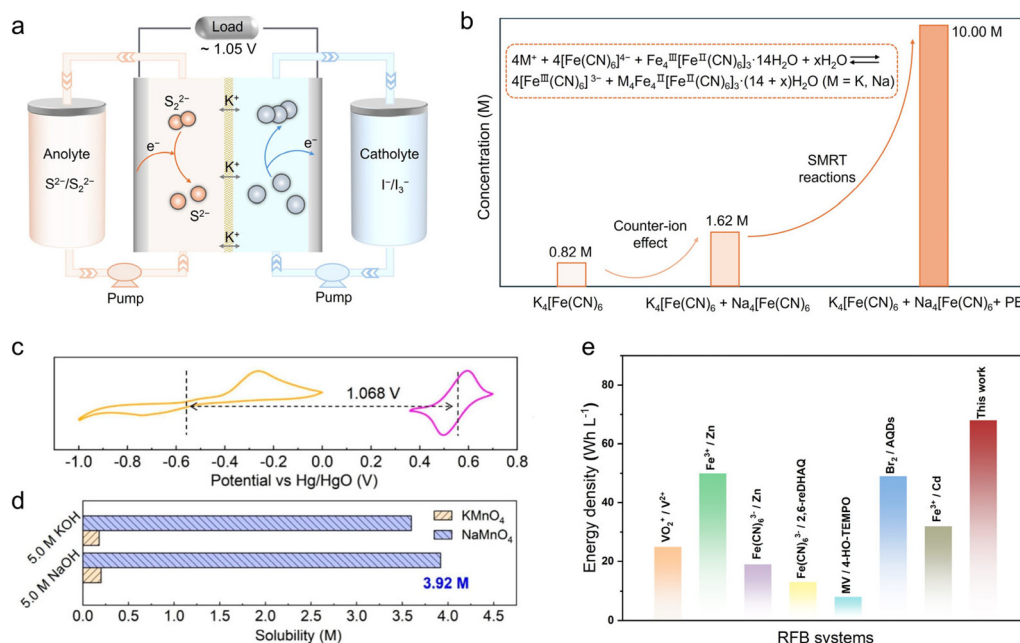 a
Load
~ 1.05 V
S₂²⁻
K⁺
Anolyte
S²⁻/S₂²⁻
e⁻
K⁺
e⁻
Catholyte
I⁻/I₃⁻
S²⁻
K⁺
Pump
Pump
b
10.00 M
4M⁺ + 4[Fe(CN)₆]⁴⁻ + Fe₄ᴵᴵᴵ[Feᴵᴵ(CN)₆]₃·14H₂O + xH₂O ⇌
4[Feᴵᴵᴵ(CN)₆]³⁻ + M₄Fe₄ᴵᴵ[Feᴵᴵ(CN)₆]₃·(14 + x)H₂O (M = K, Na)
Concentration (M)
SMRT
reactions
Counter-ion
effect
1.62 M
0.82 M
K₄[Fe(CN)₆
K₄[Fe(CN)₆ + Na₄[Fe(CN)₆
K₄[Fe(CN)₆ + Na₄[Fe(CN)₆+ PE
c
1.068 V
-1.0 -0.8 -0.6 -0.4 -0.2 0.0 0.2 0.4 0.6 0.8
Potential vs Hg/HgO (V)
d
5.0 M KOH
KMnO₄
NaMnO₄
5.0 M NaOH
3.92 M
0.0 0.5 1.0 1.5 2.0 2.5 3.0 3.5 4.0 4.5
Solubility (M)
e
Energy density (Wh L⁻¹)
80
60
40
20
0
VO₂⁺ / V²⁺
Fe³⁺ / Zn
Fe(CN)₆³⁻ / Zn
Fe(CN)₆³⁻ / 2,6-reDHAQ
MV / 4-HO-TEMPO
Br₂ / AQDs
Fe³⁺ / Cd
This work
RFB systems